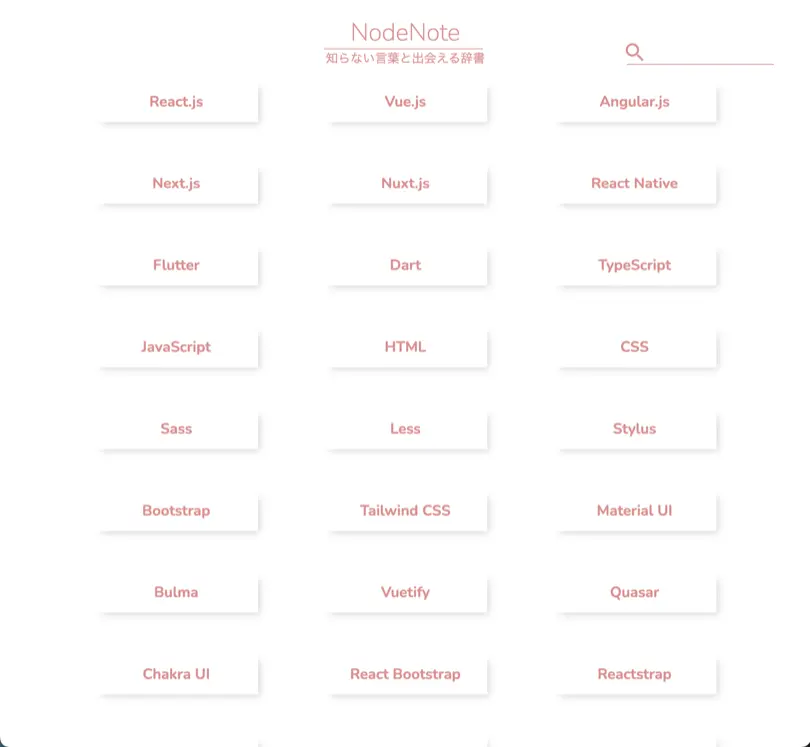 NodeNote
知らない言葉と出会える辞書
React.js
Vue.js
Angular.js
Next.js
Nuxt.js
React Native
Flutter
Dart
TypeScript
JavaScript
HTML
CSS
Sass
Less
Stylus
Bootstrap
Tailwind CSS
Material UI
Bulma
Vuetify
Quasar
Chakra UI
React Bootstrap
Reactstrap